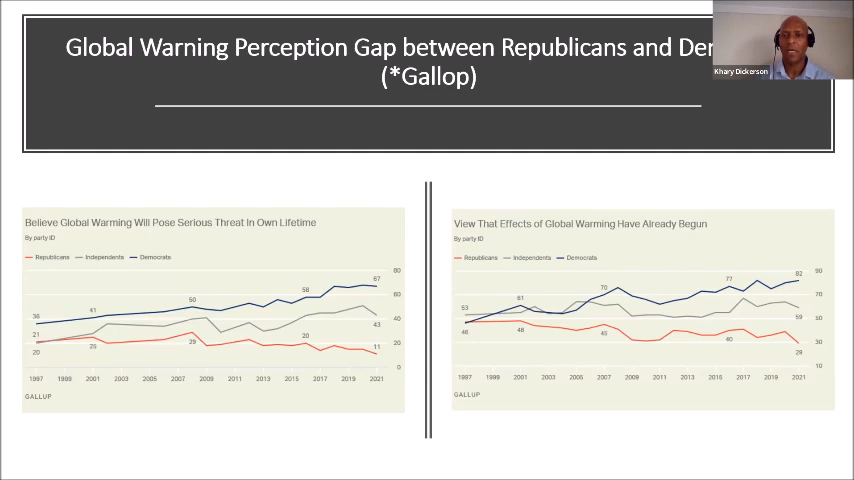 Global Warning Perception Gap between Republicans and
(*Gallop)
Khary Dickerson
Believe Global Warming Will Pose Serious Threat In Own Lifetime
By party ID
Republicans Independents Democrats
80
67
60
58
50
41
40
36
43
29
25
21
20
20
20
11
0
1997 1999 2001 2003 2005 2007 2009 2011 2013 2015 2017 2019 2021
GALLUP
View That Effects of Global Warming Have Already Begun
By party ID
Republicans Independents Democrats
90
82
77
70
70
61
59
53
50
48
46
45
40
30
29
10
1997 1999 2001 2003 2005 2007 2009 2011 2013 2015 2017 2019 2021
GALLUP